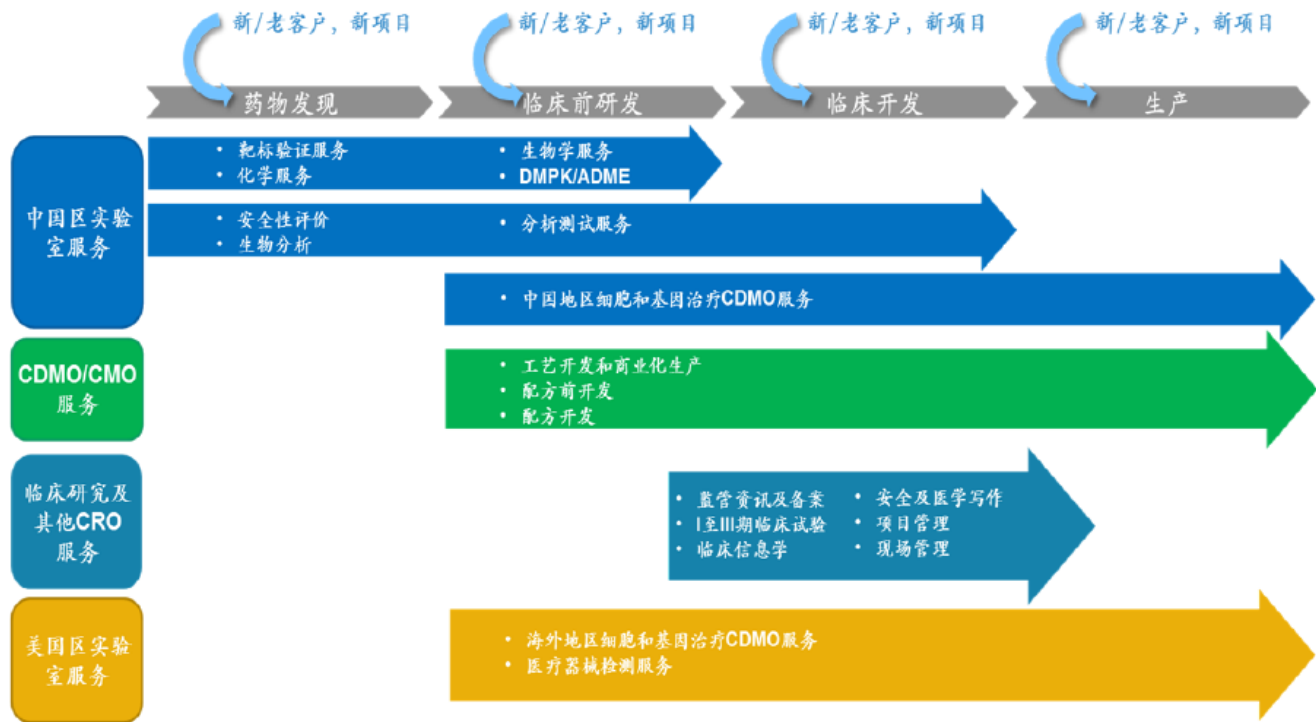 新/老客户, 新项目
新/老客户, 新项目
新/老客户, 新项目
新/老客户, 新项目
药物发现
临床前研发
临床开发
生产
中国区实验
室服务
• 靶标验证服务
• 化学服务
• 生物学服务
• DMPK/ADME
• 安全性评价
• 生物分析
• 分析测试服务
• 中国地区细胞和基因治疗CDMO服务
CDMO/CMO
服务
• 工艺开发和商业化生产
• 配方前开发
• 配方开发
临床研究及
其他CRO
服务
• 监管资讯及备案
• I至III期临床试验
• 临床信息学
• 安全及医学写作
• 项目管理
• 现场管理
美国区实验
室服务
• 海外地区细胞和基因治疗CDMO服务
• 医疗器械检测服务